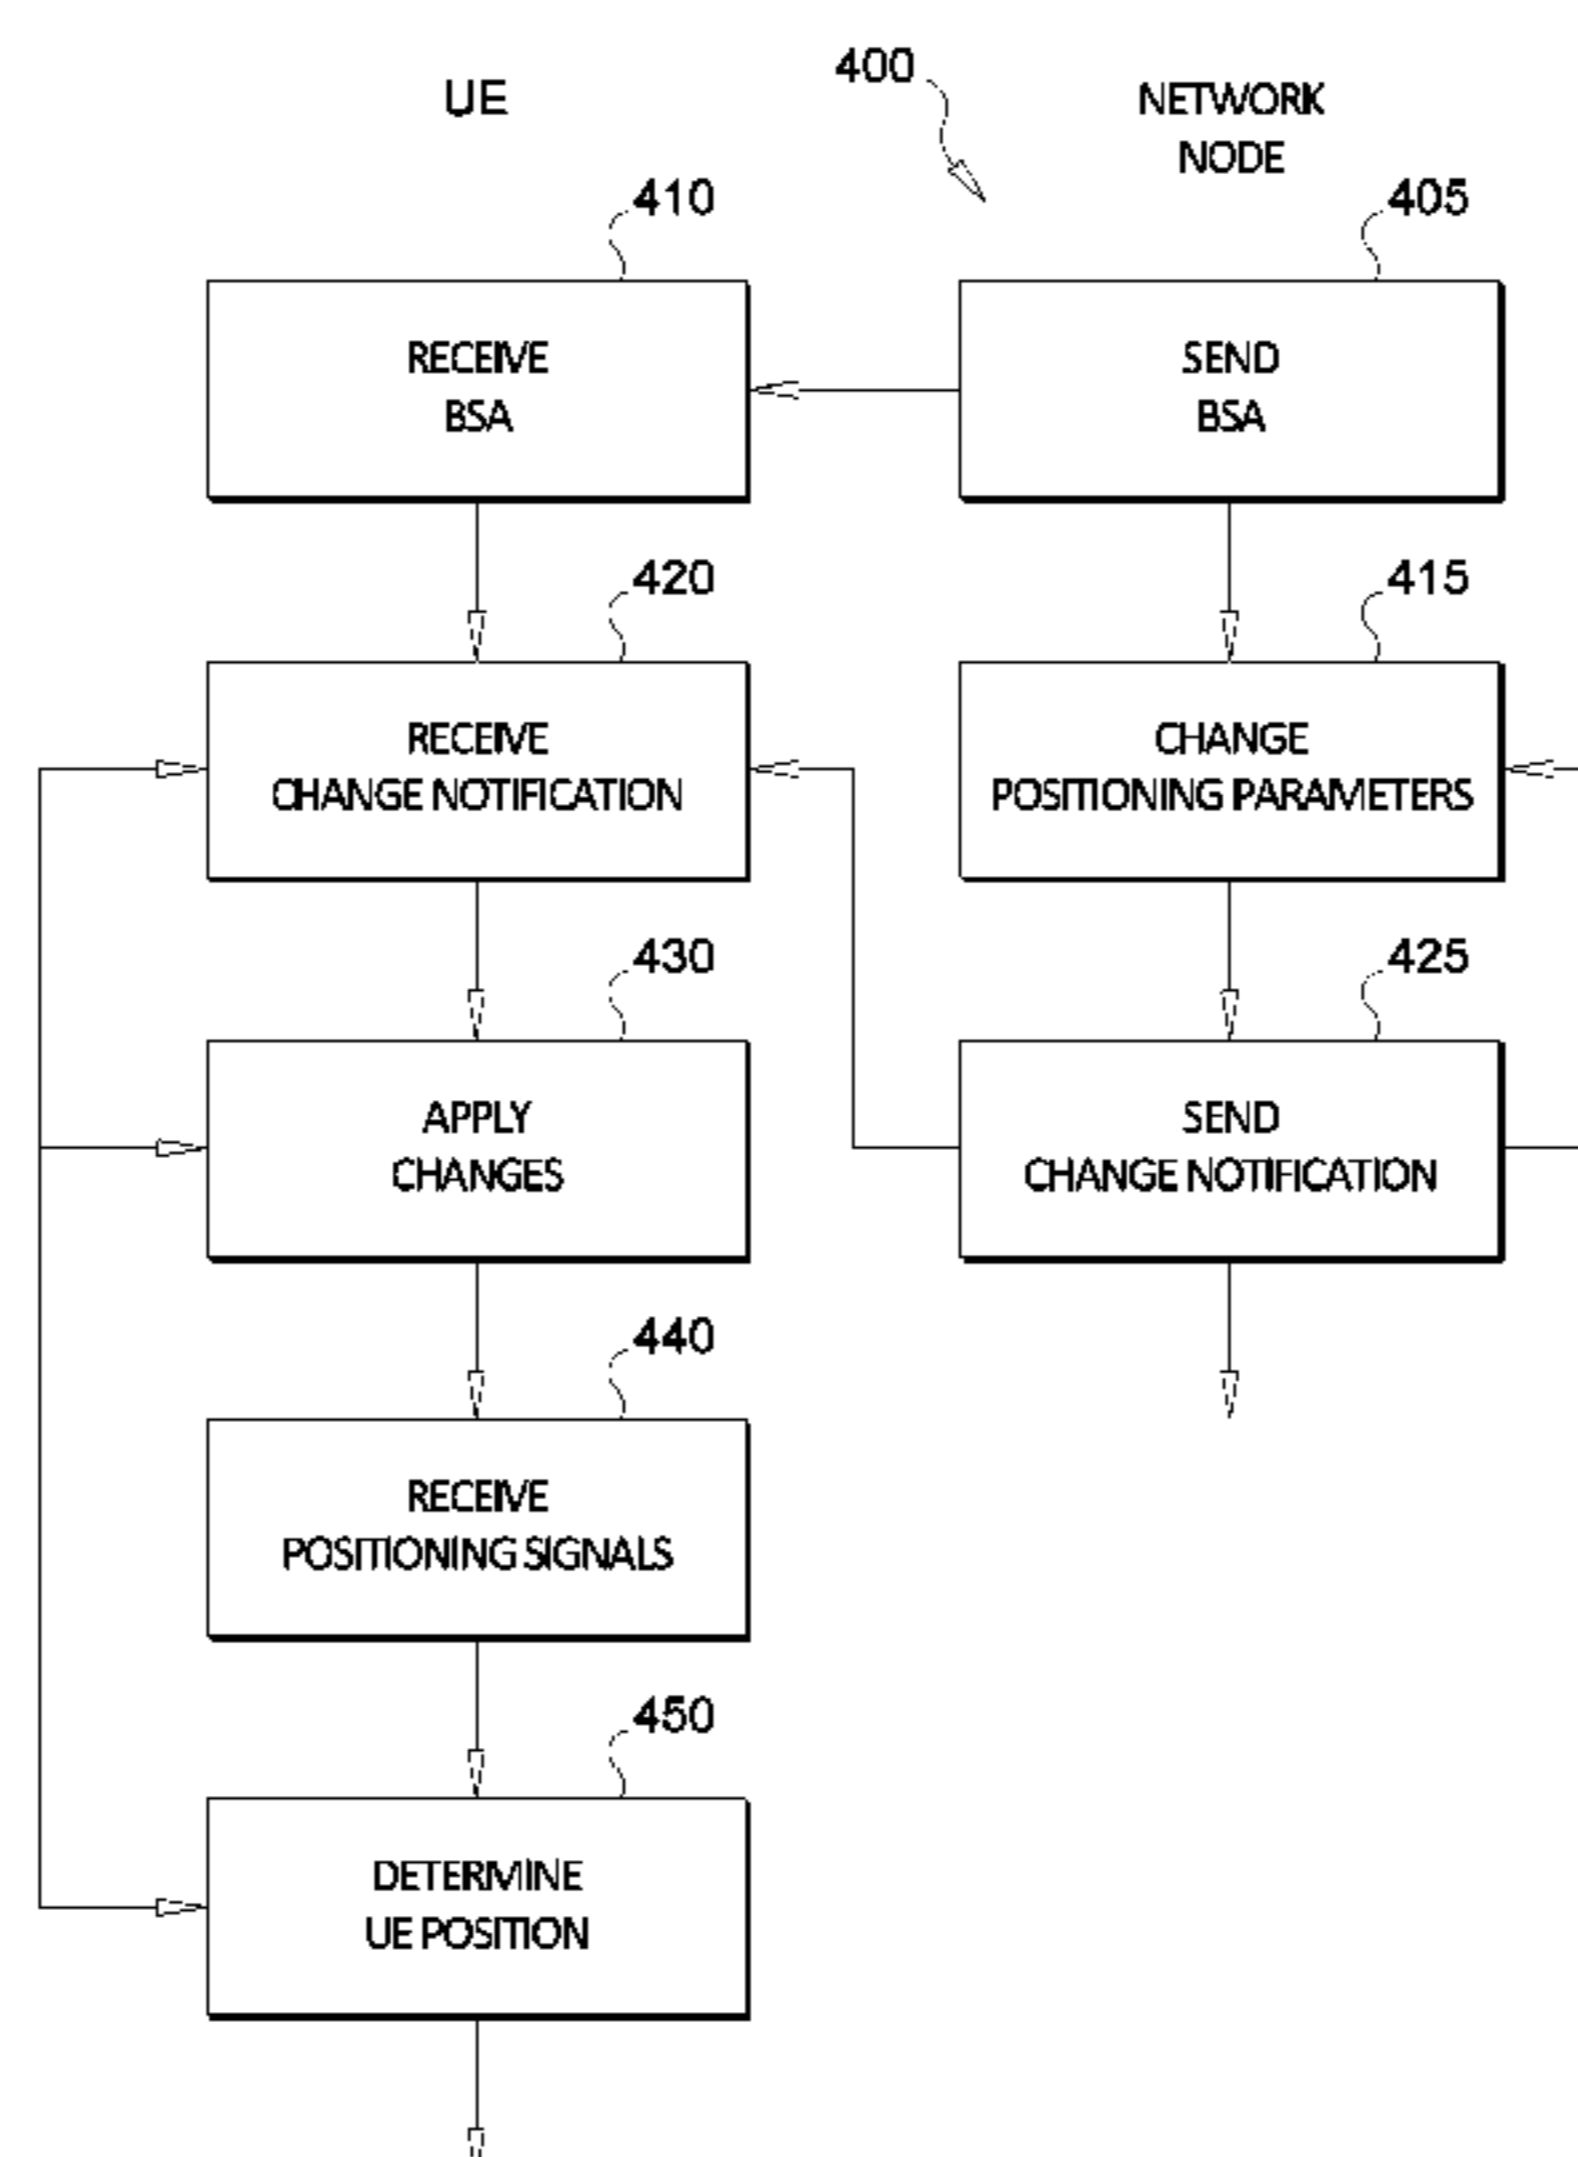 UE
400
NETWORK
NODE
410
405
RECEIVE
BSA
SEND
BSA
420
415
RECEIVE
CHANGE NOTIFICATION
CHANGE
POSITIONING PARAMETERS
430
425
APPLY
CHANGES
SEND
CHANGE NOTIFICATION
440
RECEIVE
POSITIONING SIGNALS
450
DETERMINE
UE POSITION